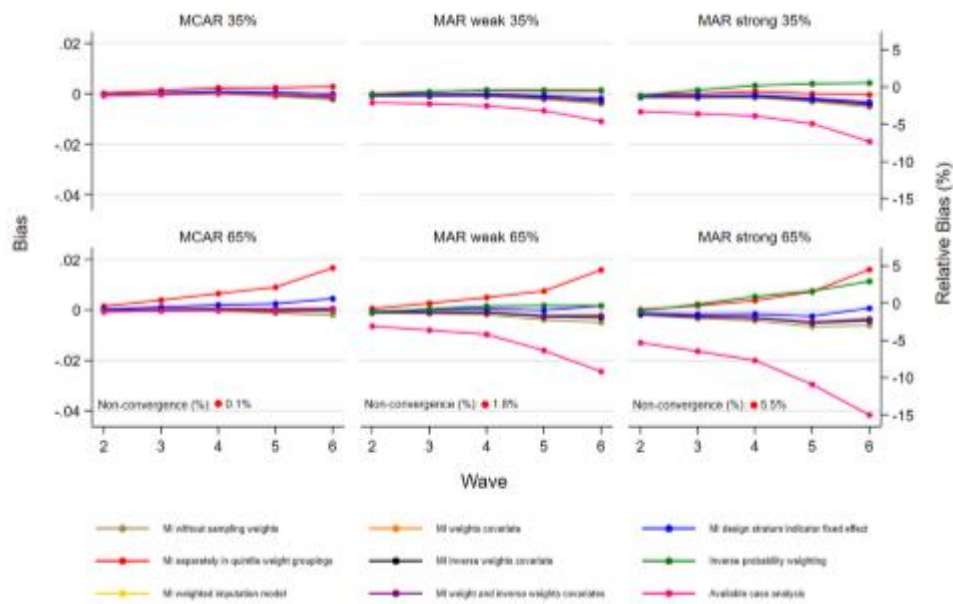 MCAR 35% MAR weak 35% MAR strong 35%
.02
0
-.02
-.04
5
0
-5
-10
-15
Bias
Relative Bias (%)
MCAR 65% MAR weak 65% MAR strong 65%
.02
0
-.02
-.04
5
0
-5
-10
-15
Non-convergence (%): 0.1% Non-convergence (%): 1.8% Non-convergence (%): 5.5%
2 3 4 5 6 2 3 4 5 6 2 3 4 5 6
Wave
MI without sampling weights MI weights covariate MI design stratum indicator fixed effect
MI separately in quintile weight groupings MI inverse weights covariate Inverse probability weighting
MI weighted imputation model MI weight and inverse weights covariates Available case analysis